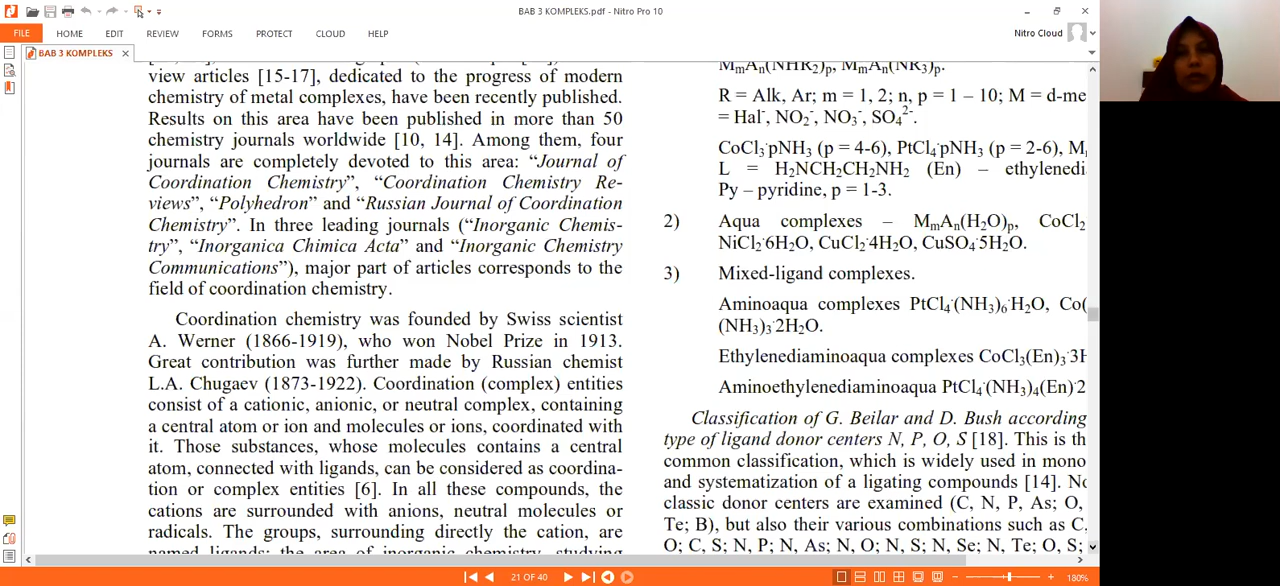 BAB 3 KOMPLEKS.pdf - Nitro Pro 10
FILE HOME EDIT REVIEW FORMS PROTECT CLOUD HELP
Nitro Cloud
BAB 3 KOMPLEKS
view articles [15-17], dedicated to the progress of modern
chemistry of metal complexes, have been recently published.
Results on this area have been published in more than 50
chemistry journals worldwide [10, 14]. Among them, four
journals are completely devoted to this area: “Journal of
Coordination Chemistry”, “Coordination Chemistry Re-
views”, “Polyhedron” and “Russian Journal of Coordination
Chemistry”. In three leading journals (“Inorganic Chemis-
try”, “Inorganica Chimica Acta” and “Inorganic Chemistry
Communications”), major part of articles corresponds to the
field of coordination chemistry.
Coordination chemistry was founded by Swiss scientist
A. Werner (1866-1919), who won Nobel Prize in 1913.
Great contribution was further made by Russian chemist
L.A. Chugaev (1873-1922). Coordination (complex) entities
consist of a cationic, anionic, or neutral complex, containing
a central atom or ion and molecules or ions, coordinated with
it. Those substances, whose molecules contains a central
atom, connected with ligands, can be considered as coordina-
tion or complex entities [6]. In all these compounds, the
cations are surrounded with anions, neutral molecules or
radicals. The groups, surrounding directly the cation, are
named ligands; the area of inorganic chemistry, studying
MmAn(NHR2)p, MmAn(NR3)p.
R = Alk, Ar; m = 1, 2; n, p = 1 – 10; M = d-me
= Hal-, NO2-, NO3-, SO42-.
CoCl3·pNH3 (p = 4-6), PtCl4·pNH3 (p = 2-6), M
L = H2NCH2CH2NH2 (En) – ethylenedi
Py – pyridine, p = 1-3.
2) Aqua complexes – MmAn(H2O)p, CoCl2
NiCl2·6H2O, CuCl2·4H2O, CuSO4·5H2O.
3) Mixed-ligand complexes.
Aminoaqua complexes PtCl4·(NH3)6·H2O, Co(
(NH3)3·2H2O.
Ethylenediaminoaqua complexes CoCl3(En)3·3H
Aminoethylenediaminoaqua PtCl4·(NH3)4(En)·2
Classification of G. Beilar and D. Bush according
type of ligand donor centers N, P, O, S [18]. This is th
common classification, which is widely used in mono
and systematization of a ligating compounds [14]. No
classic donor centers are examined (C, N, P, As; O,
Te; B), but also their various combinations such as C,
O; C, S; N, P; N, As; N, O; N, S; N, Se; N, Te; O, S;
21 OF 40
180%